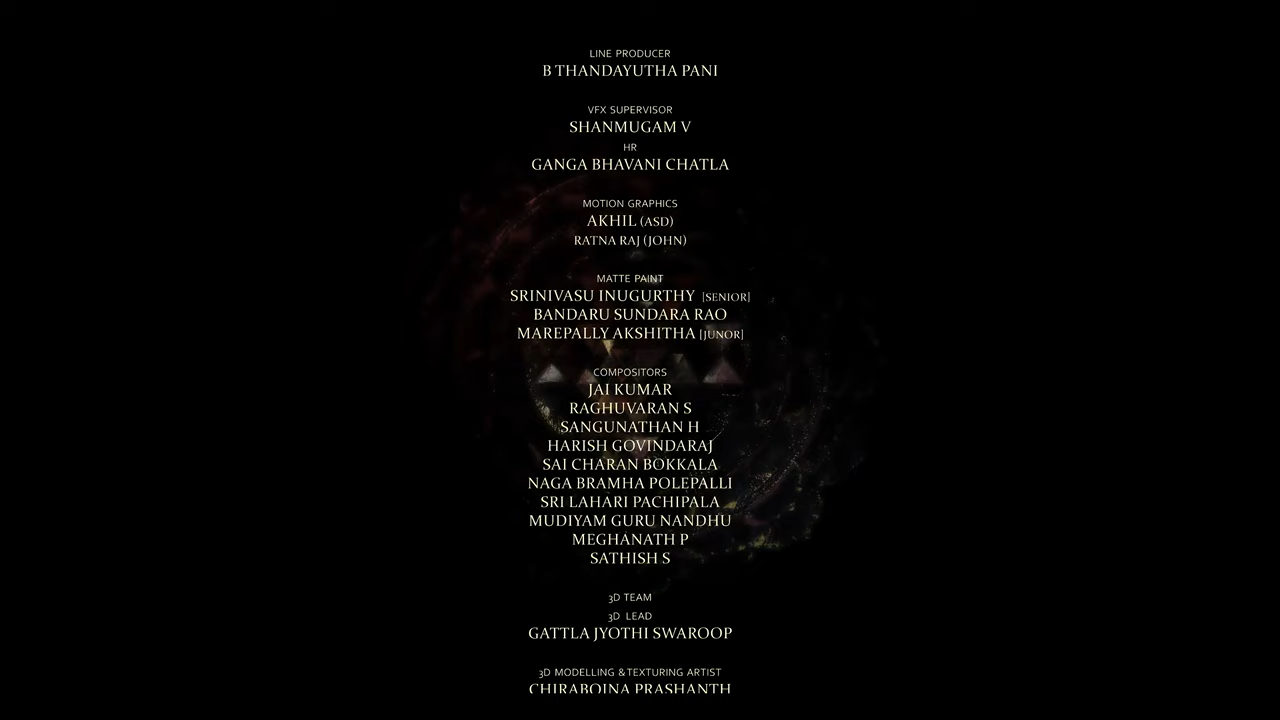 LINE PRODUCER
B THANDAYUTHA PANI
VFX SUPERVISOR
SHANMUGAM V
HR
GANGA BHAVANI CHATLA
MOTION GRAPHICS
AKHIL (ASD)
RATNA RAJ (JOHN)
MATTE PAINT
SRINIVASU INUGURTHY [SENIOR]
BANDARU SUNDARA RAO
MAREPALLY AKSHITHA [JUNOR]
COMPOSITORS
JAI KUMAR
RAGHUVARAN S
SANGUNATHAN H
HARISH GOVINDARAJ
SAI CHARAN BOKKALA
NAGA BRAMHA POLEPALLI
SRI LAHARI PACHIPALA
MUDIYAM GURU NANDHU
MEGHANATH P
SATHISH S
3D TEAM
3D LEAD
GATTLA JYOTHI SWAROOP
3D MODELLING & TEXTURING ARTIST
CHIRABOINA PRASHANTH